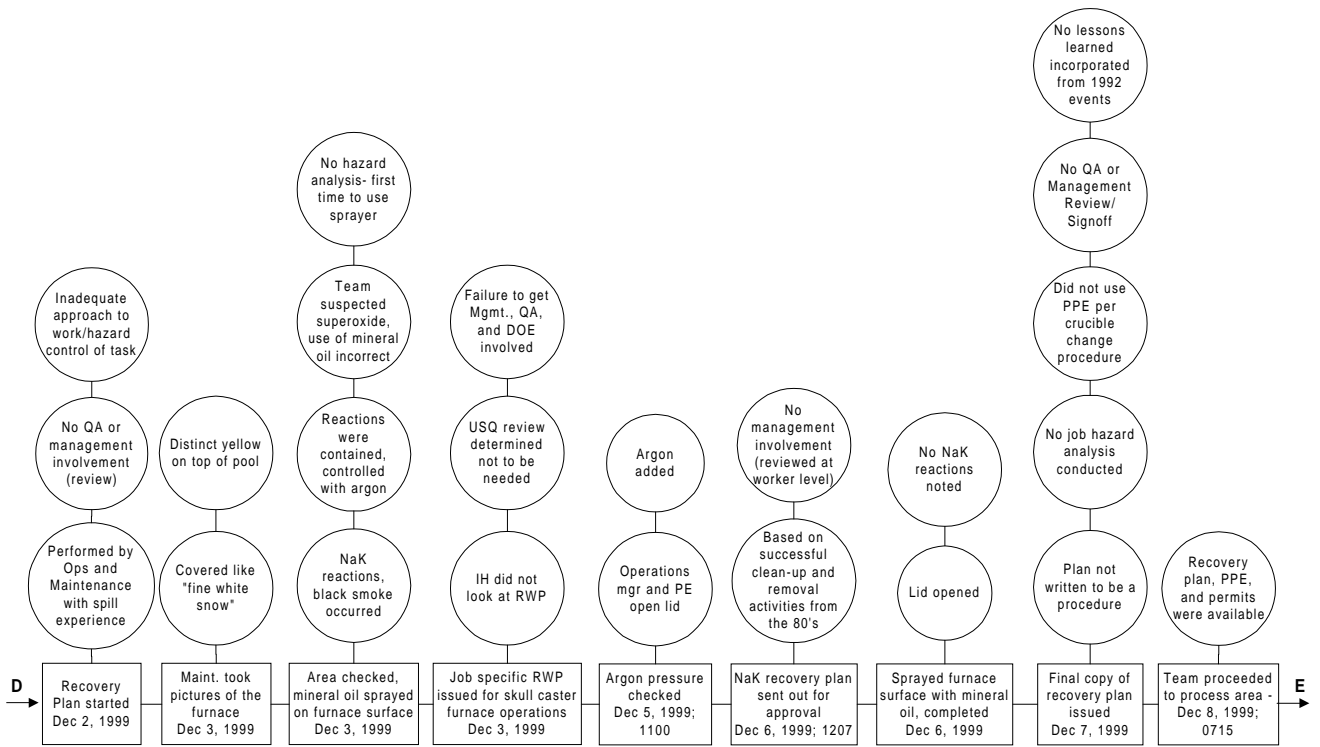 D
Inadequate
approach to
work/hazard
control of task
No QA or
management
involvement
(review)
Performed by
Ops and
Maintenance
with spill
experience
Recovery
Plan started
Dec 2, 1999
Distinct yellow
on top of pool
Covered like
"fine white
snow"
Maint. took
pictures of the
furnace
Dec 3, 1999
No hazard
analysis- first
time to use
sprayer
Team
suspected
superoxide,
use of mineral
oil incorrect
Reactions
were
contained,
controlled
with argon
NaK
reactions,
black smoke
occurred
Area checked,
mineral oil sprayed
on furnace surface
Dec 3, 1999
Failure to get
Mgmt., QA,
and DOE
involved
USQ review
determined
not to be
needed
IH did not
look at RWP
Job specific RWP
issued for skull caster
furnace operations
Dec 3, 1999
Argon
added
Operations
mgr and PE
open lid
Argon pressure
checked
Dec 5, 1999;
1100
No
management
involvement
(reviewed at
worker level)
Based on
successful
clean-up and
removal
activities from
the 80's
NaK recovery plan
sent out for
approval
Dec 6, 1999; 1207
No NaK
reactions
noted
Lid opened
Sprayed furnace
surface with mineral
oil, completed
Dec 6, 1999
No lessons
learned
incorporated
from 1992
events
No QA or
Management
Review/
Signoff
Did not use
PPE per
crucible
change
procedure
No job hazard
analysis
conducted
Plan not
written to be a
procedure
Final copy of
recovery plan
issued
Dec 7, 1999
Recovery
plan, PPE,
and permits
were available
Team proceeded
to process area -
Dec 8, 1999;
0715
E